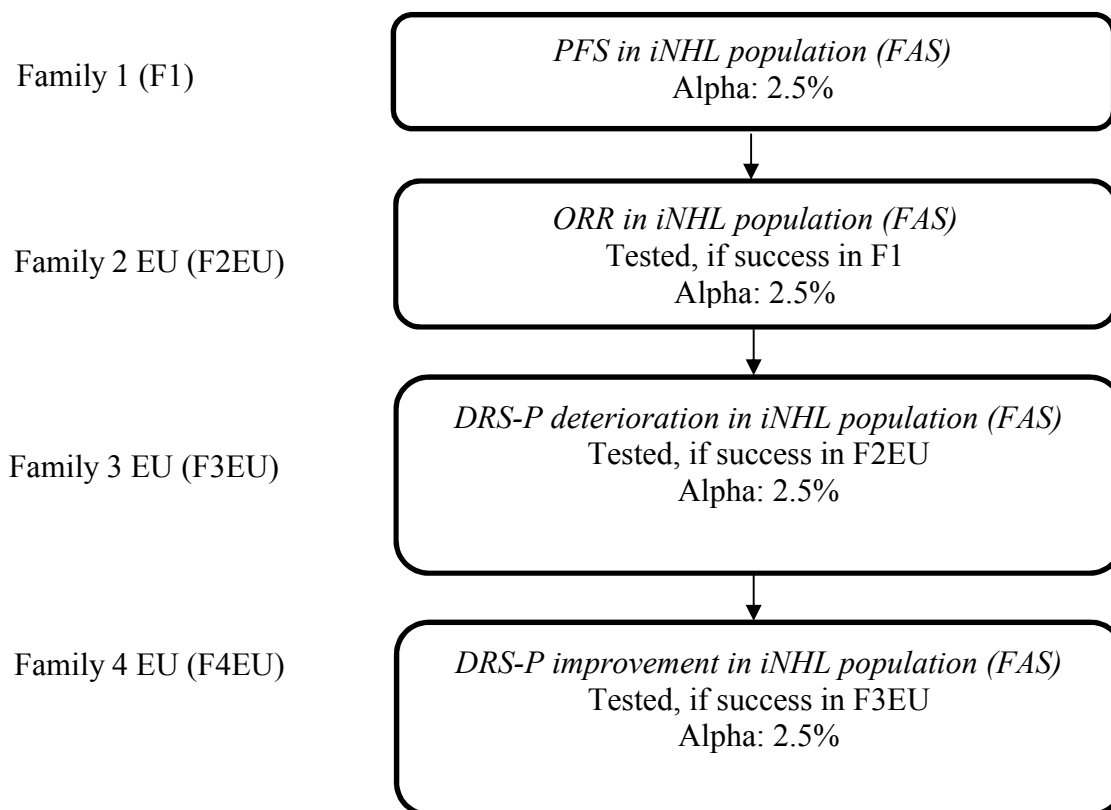 Family 1 (F1)
PFS in iNHL population (FAS)
Alpha: 2.5%
Family 2 EU (F2EU)
ORR in iNHL population (FAS)
Tested, if success in F1
Alpha: 2.5%
Family 3 EU (F3EU)
DRS-P deterioration in iNHL population (FAS)
Tested, if success in F2EU
Alpha: 2.5%
Family 4 EU (F4EU)
DRS-P improvement in iNHL population (FAS)
Tested, if success in F3EU
Alpha: 2.5%